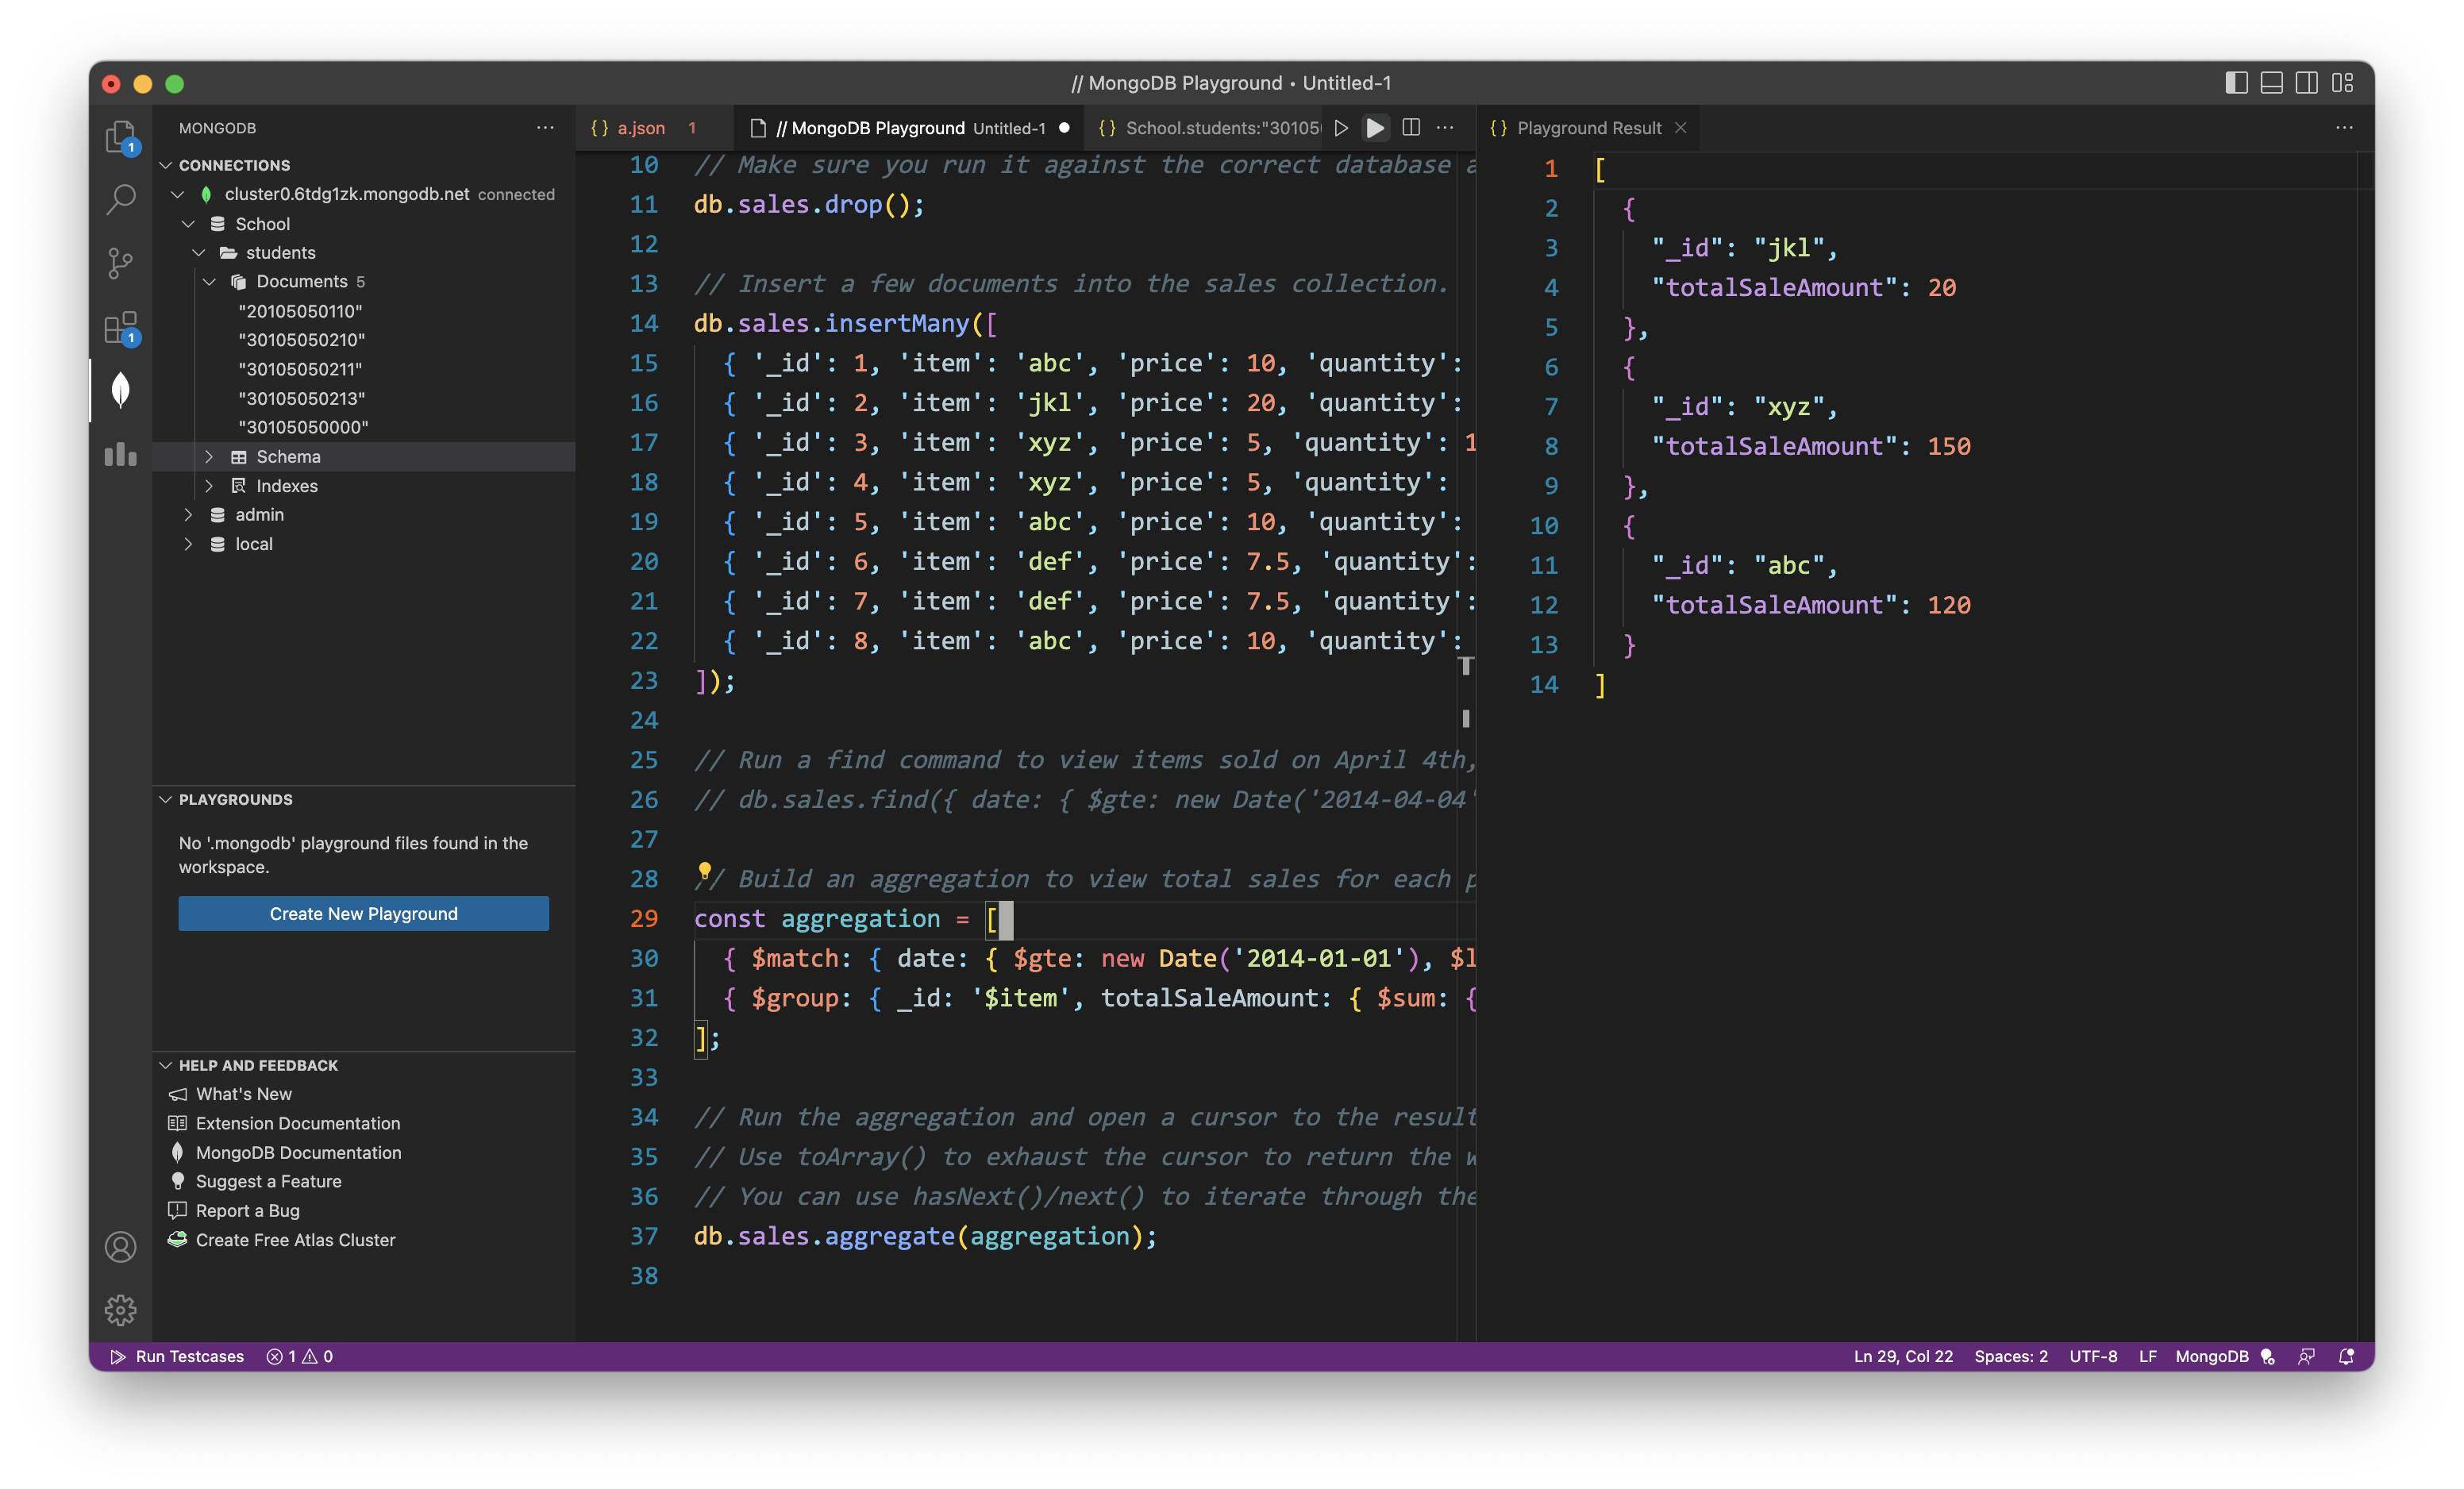 // MongoDB Playground • Untitled-1
MONGODB
CONNECTIONS
cluster0.6tdg1zk.mongodb.net connected
School
students
Documents 5
"20105050110"
"30105050210"
"30105050211"
"30105050213"
"30105050000"
Schema
Indexes
admin
local
PLAYGROUNDS
No '.mongodb' playground files found in the
workspace.
Create New Playground
HELP AND FEEDBACK
What's New
Extension Documentation
MongoDB Documentation
Suggest a Feature
Report a Bug
Create Free Atlas Cluster
1
1
{ } a.json 1
// MongoDB Playground Untitled-1
{ } School.students:"30105
10 // Make sure you run it against the correct database a
11 db.sales.drop();
12
13 // Insert a few documents into the sales collection.
14 db.sales.insertMany([
15 { '_id': 1, 'item': 'abc', 'price': 10, 'quantity':
16 { '_id': 2, 'item': 'jkl', 'price': 20, 'quantity':
17 { '_id': 3, 'item': 'xyz', 'price': 5, 'quantity': 1
18 { '_id': 4, 'item': 'xyz', 'price': 5, 'quantity':
19 { '_id': 5, 'item': 'abc', 'price': 10, 'quantity':
20 { '_id': 6, 'item': 'def', 'price': 7.5, 'quantity':
21 { '_id': 7, 'item': 'def', 'price': 7.5, 'quantity':
22 { '_id': 8, 'item': 'abc', 'price': 10, 'quantity':
23 ]);
24
25 // Run a find command to view items sold on April 4th,
26 // db.sales.find({ date: { $gte: new Date('2014-04-04'
27
28 // Build an aggregation to view total sales for each p
29 const aggregation = [
30 { $match: { date: { $gte: new Date('2014-01-01'), $l
31 { $group: { _id: '$item', totalSaleAmount: { $sum: {
32 ];
33
34 // Run the aggregation and open a cursor to the result
35 // Use toArray() to exhaust the cursor to return the w
36 // You can use hasNext()/next() to iterate through the
37 db.sales.aggregate(aggregation);
38
{ } Playground Result
1 [
2 {
3 "_id": "jkl",
4 "totalSaleAmount": 20
5 },
6 {
7 "_id": "xyz",
8 "totalSaleAmount": 150
9 },
10 {
11 "_id": "abc",
12 "totalSaleAmount": 120
13 }
14 ]
Run Testcases 1 0
Ln 29, Col 22 Spaces: 2 UTF-8 LF MongoDB